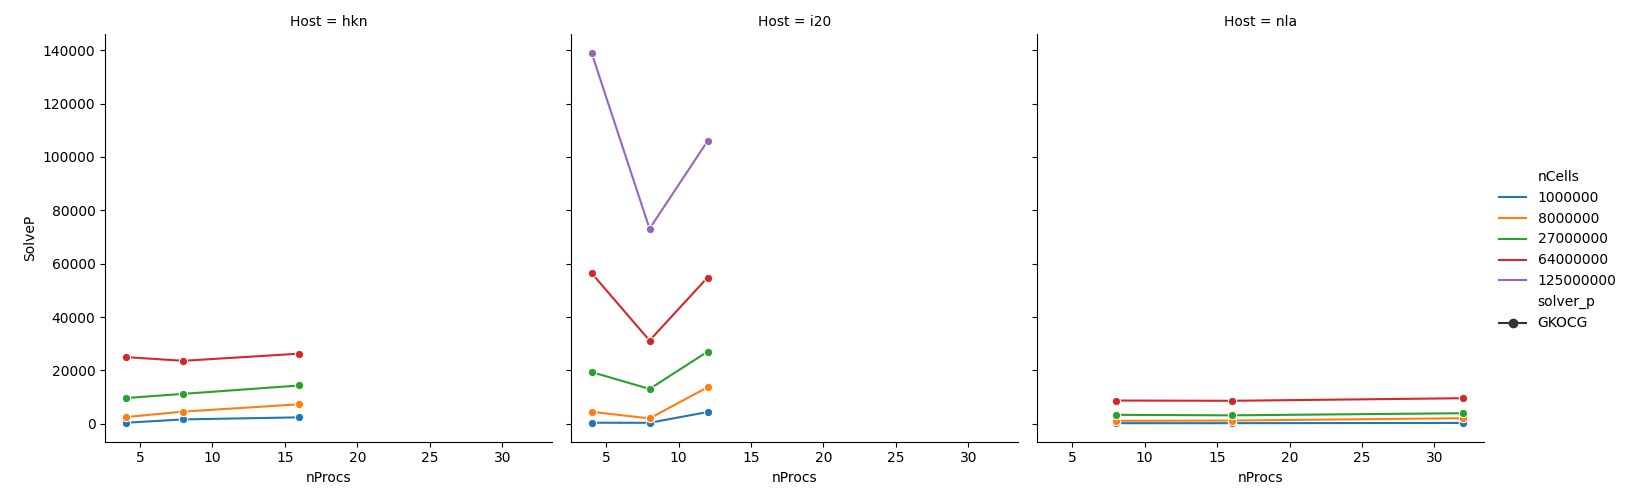 Host = hkn
Host = i20
Host = nla
140000
120000
100000
80000
60000
40000
20000
0
SolveP
5 10 15 20 25 30
nProcs
5 10 15 20 25 30
nProcs
5 10 15 20 25 30
nProcs
nCells
1000000
8000000
27000000
64000000
125000000
solver_p
GKOCG